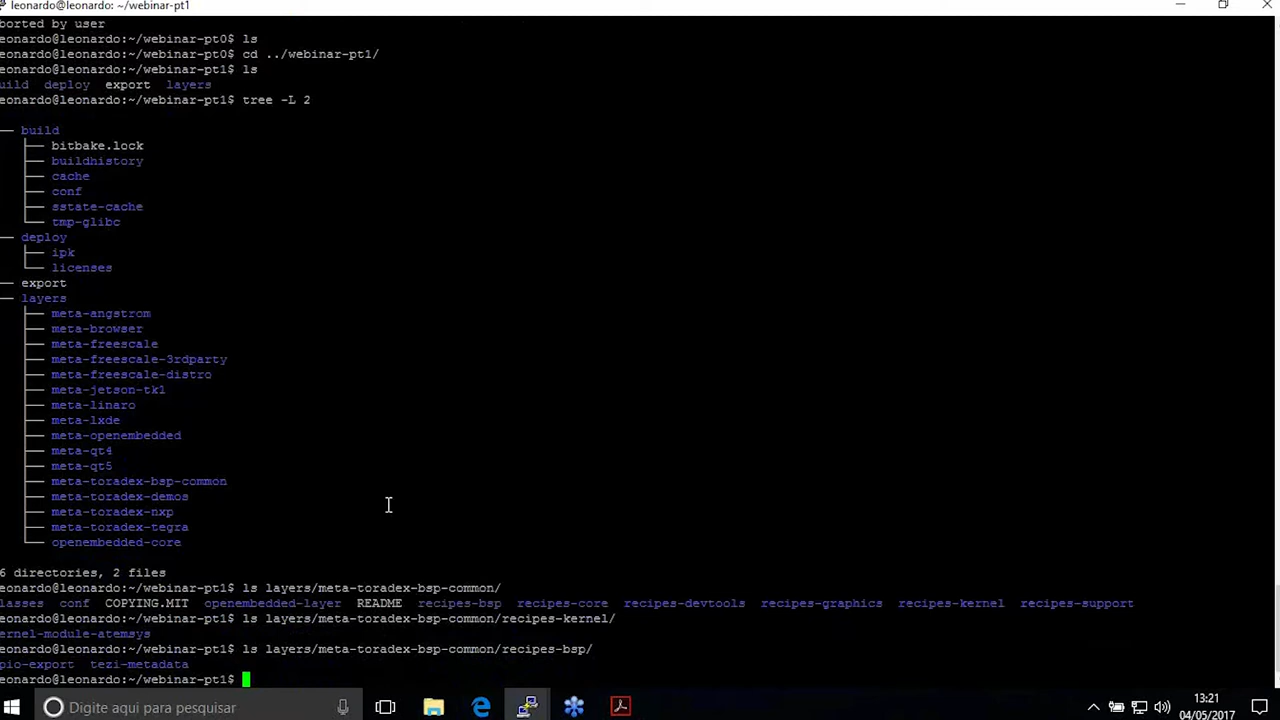 leonardo@leonardo: ~/webinar-pt1
ported by user
eonardo@leonardo:~/webinar-pt0$ ls
eonardo@leonardo:~/webinar-pt0$ cd ../webinar-pt1/
eonardo@leonardo:~/webinar-pt1$ ls
uild deploy export layers
eonardo@leonardo:~/webinar-pt1$ tree -L 2
── build
├── bitbake.lock
├── buildhistory
├── cache
├── conf
├── sstate-cache
└── tmp-glibc
── deploy
├── ipk
└── licenses
── export
── layers
├── meta-angstrom
├── meta-browser
├── meta-freescale
├── meta-freescale-3rdparty
├── meta-freescale-distro
├── meta-jetson-tk1
├── meta-linaro
├── meta-lxde
├── meta-openembedded
├── meta-qt4
├── meta-qt5
├── meta-toradex-bsp-common
├── meta-toradex-demos
├── meta-toradex-nxp
├── meta-toradex-tegra
└── openembedded-core
6 directories, 2 files
eonardo@leonardo:~/webinar-pt1$ ls layers/meta-toradex-bsp-common/
lasses conf COPYING.MIT openembedded-layer README recipes-bsp recipes-core recipes-devtools recipes-graphics recipes-kernel recipes-support
eonardo@leonardo:~/webinar-pt1$ ls layers/meta-toradex-bsp-common/recipes-kernel/
ernel-module-atemsys
eonardo@leonardo:~/webinar-pt1$ ls layers/meta-toradex-bsp-common/recipes-bsp/
pio-export tezi-metadata
eonardo@leonardo:~/webinar-pt1$
Digite aqui para pesquisar
13:21
04/05/2017